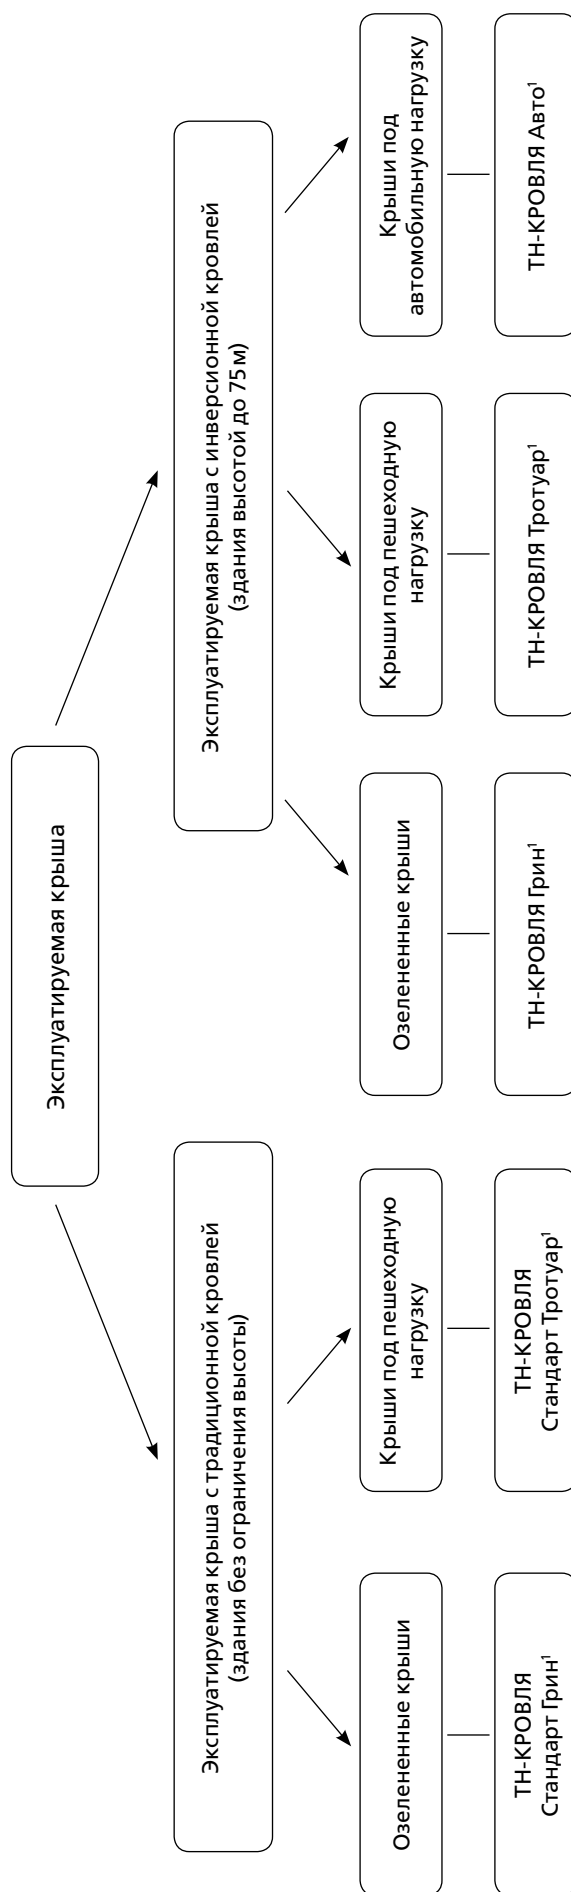 Эксплуатируемая крыша
Эксплуатируемая крыша с традиционной кровлей
(здания без ограничения высоты)
Эксплуатируемая крыша с инверсионной кровлей
(здания высотой до 75 м)
Озелененные крыши
Крыши под пешеходную
нагрузку
Озелененные крыши
Крыши под пешеходную
нагрузку
Крыши под
автомобильную нагрузку
ТН-КРОВЛЯ
Стандарт Грин¹
ТН-КРОВЛЯ
Стандарт Тротуар¹
ТН-КРОВЛЯ Грин¹
ТН-КРОВЛЯ Тротуар¹
ТН-КРОВЛЯ Авто¹